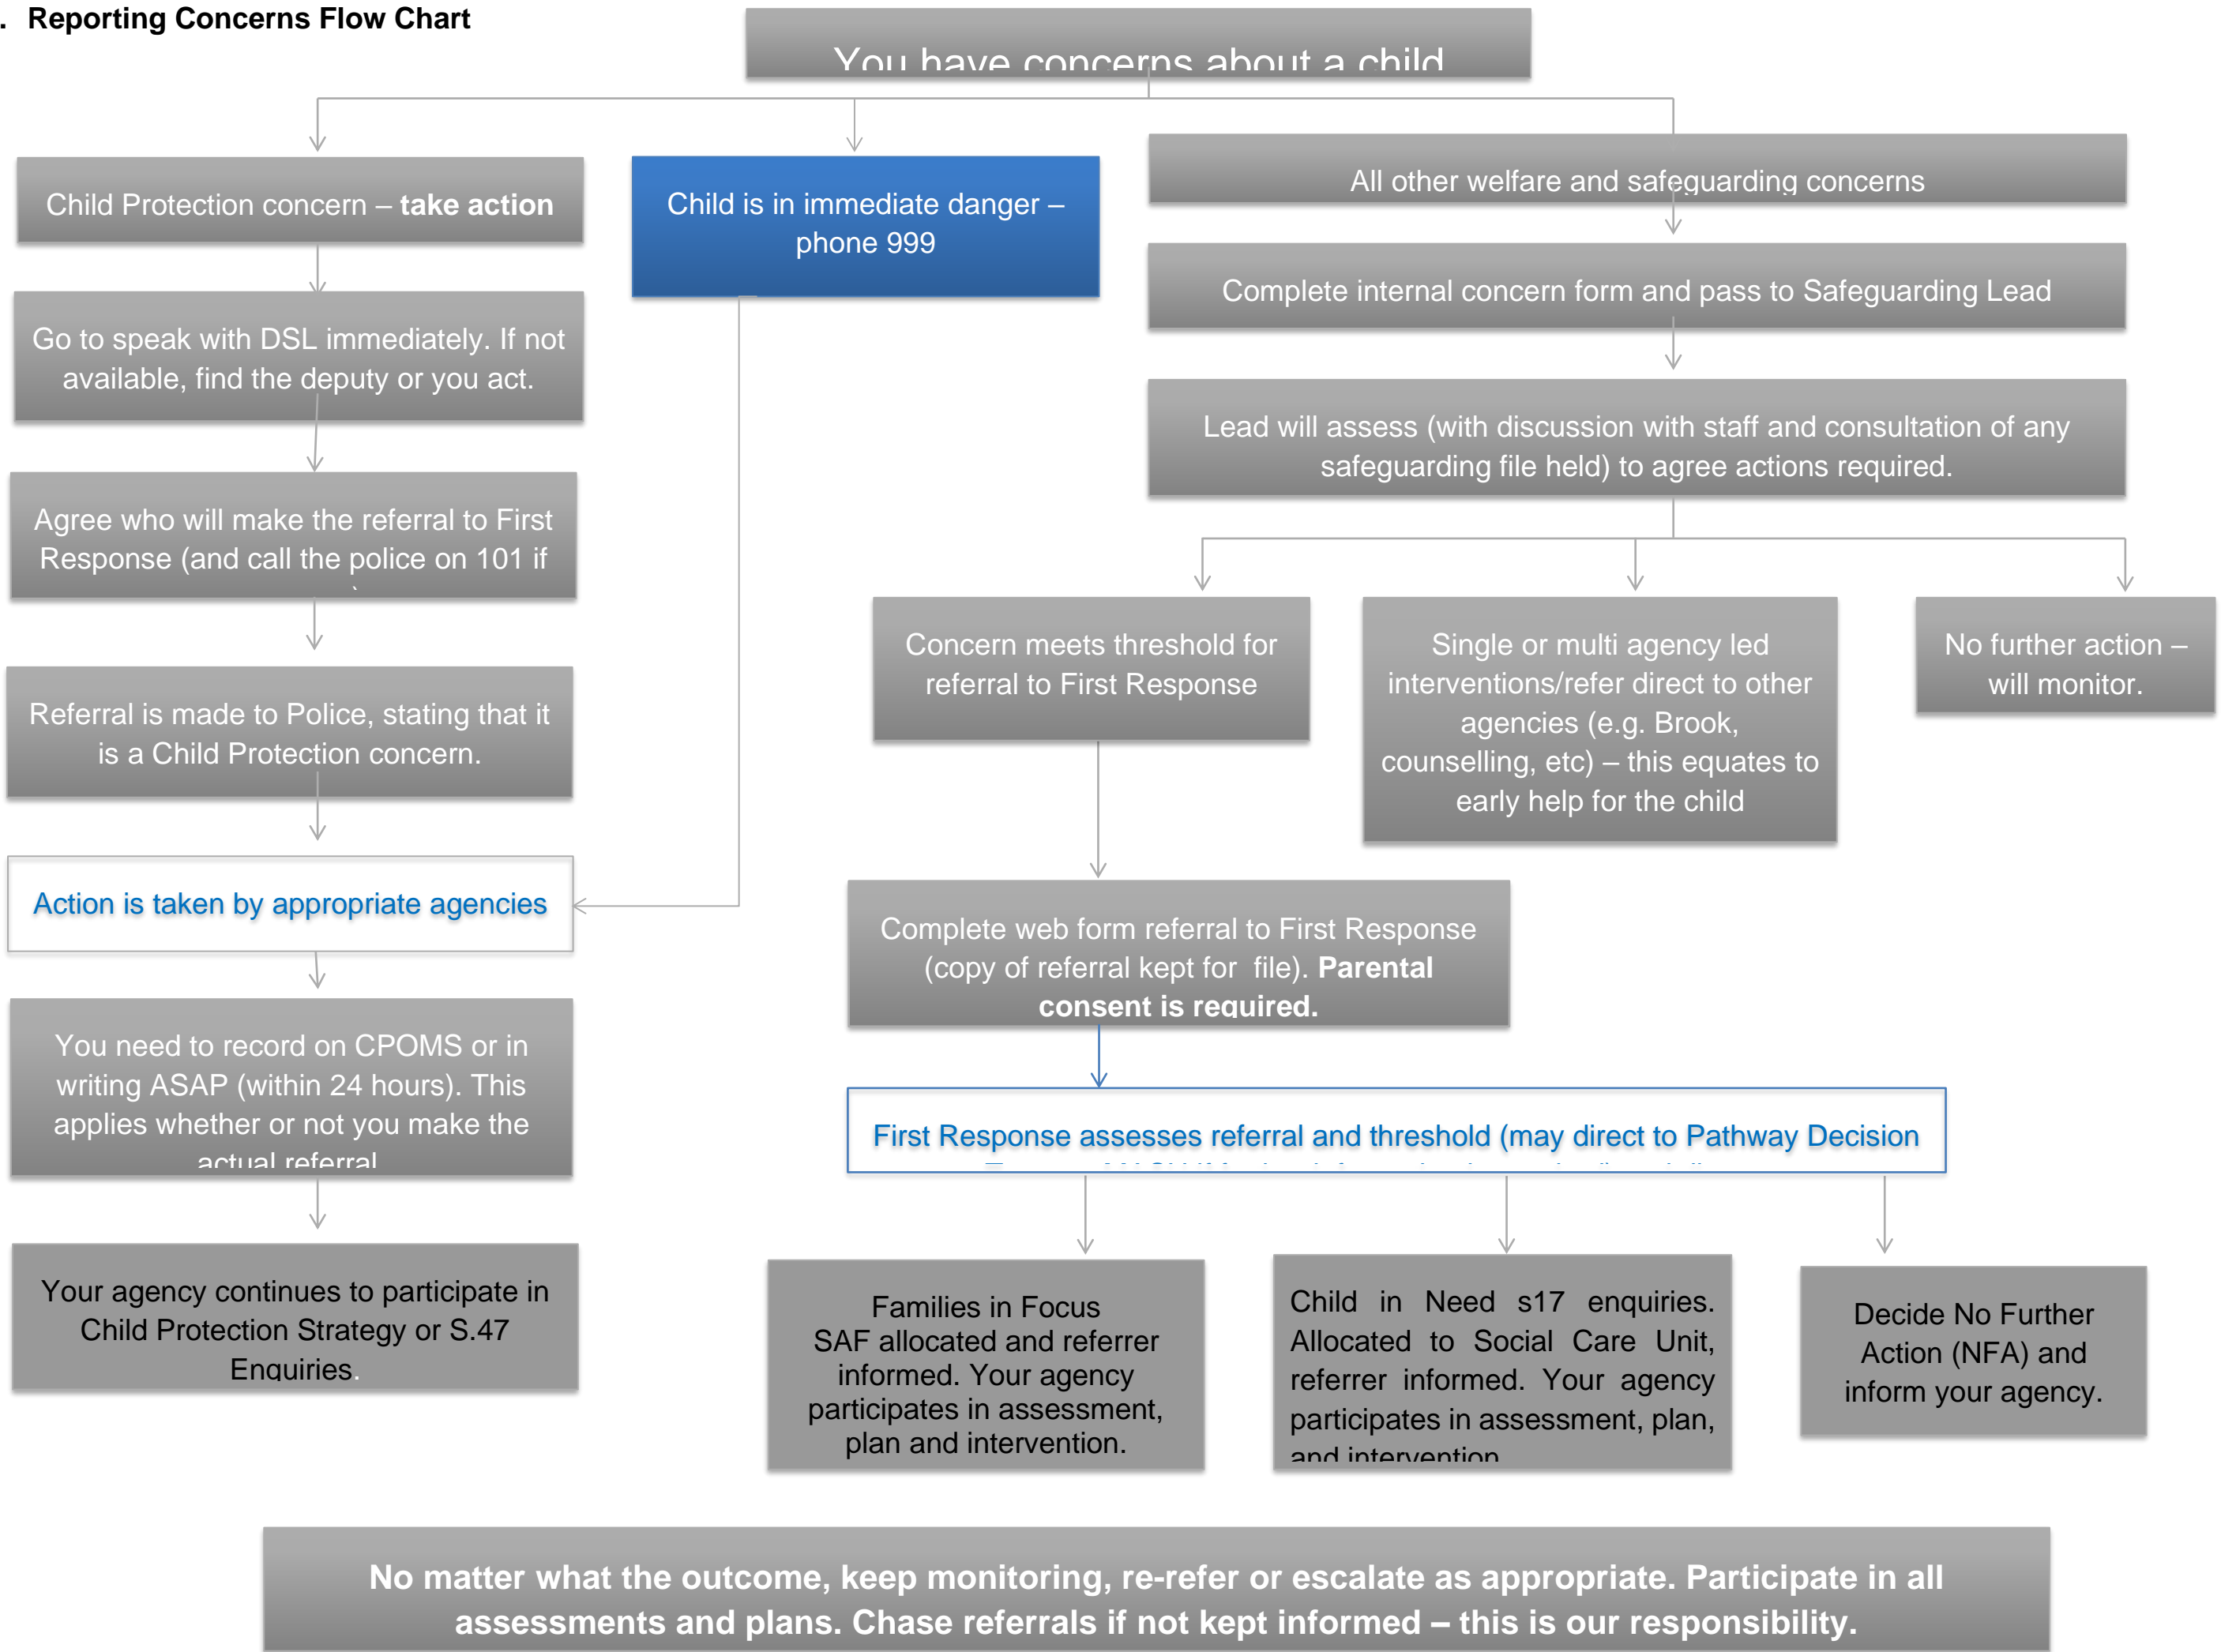 . Reporting Concerns Flow Chart
You have concerns about a child
Child Protection concern – take action
Child is in immediate danger –
phone 999
All other welfare and safeguarding concerns
Complete internal concern form and pass to Safeguarding Lead
Go to speak with DSL immediately. If not
available, find the deputy or you act.
Lead will assess (with discussion with staff and consultation of any
safeguarding file held) to agree actions required.
Agree who will make the referral to First
Response (and call the police on 101 if
Concern meets threshold for
referral to First Response
Single or multi agency led
interventions/refer direct to other
agencies (e.g. Brook,
counselling, etc) – this equates to
early help for the child
No further action –
will monitor.
Referral is made to Police, stating that it
is a Child Protection concern.
Action is taken by appropriate agencies
Complete web form referral to First Response
(copy of referral kept for file). Parental
consent is required.
You need to record on CPOMS or in
writing ASAP (within 24 hours). This
applies whether or not you make the
actual referral
First Response assesses referral and threshold (may direct to Pathway Decision
Your agency continues to participate in
Child Protection Strategy or S.47
Enquiries.
Families in Focus
SAF allocated and referrer
informed. Your agency
participates in assessment,
plan and intervention.
Child in Need s17 enquiries.
Allocated to Social Care Unit,
referrer informed. Your agency
participates in assessment, plan,
and intervention
Decide No Further
Action (NFA) and
inform your agency.
No matter what the outcome, keep monitoring, re-refer or escalate as appropriate. Participate in all
assessments and plans. Chase referrals if not kept informed – this is our responsibility.